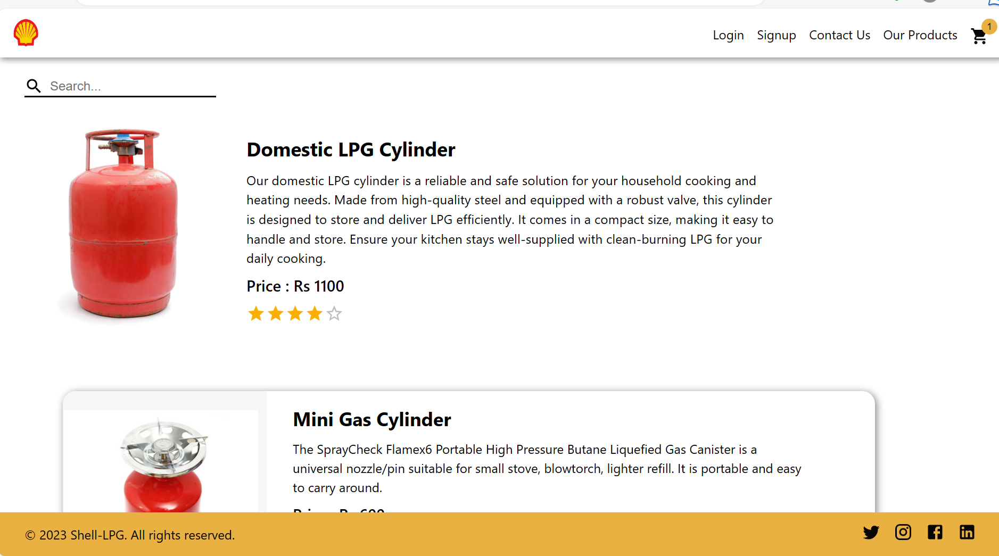 Login Signup Contact Us Our Products 1
Search...
Domestic LPG Cylinder
Our domestic LPG cylinder is a reliable and safe solution for your household cooking and
heating needs. Made from high-quality steel and equipped with a robust valve, this cylinder
is designed to store and deliver LPG efficiently. It comes in a compact size, making it easy to
handle and store. Ensure your kitchen stays well-supplied with clean-burning LPG for your
daily cooking.
Price : Rs 1100
Mini Gas Cylinder
The SprayCheck Flamex6 Portable High Pressure Butane Liquefied Gas Canister is a
universal nozzle/pin suitable for small stove, blowtorch, lighter refill. It is portable and easy
to carry around.
Price : Rs 600
© 2023 Shell-LPG. All rights reserved.